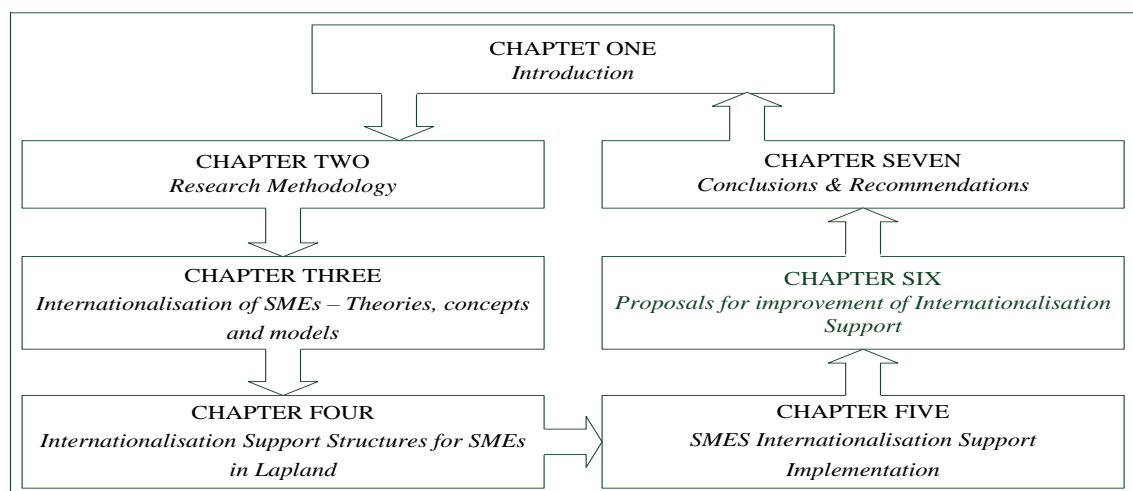 CHAPTET ONE
Introduction
CHAPTER TWO
Research Methodology
CHAPTER THREE
Internationalisation of SMEs – Theories, concepts
and models
CHAPTER FOUR
Internationalisation Support Structures for SMEs
in Lapland
CHAPTER FIVE
SMES Internationalisation Support
Implementation
CHAPTER SIX
Proposals for improvement of Internationalisation
Support
CHAPTER SEVEN
Conclusions & Recommendations